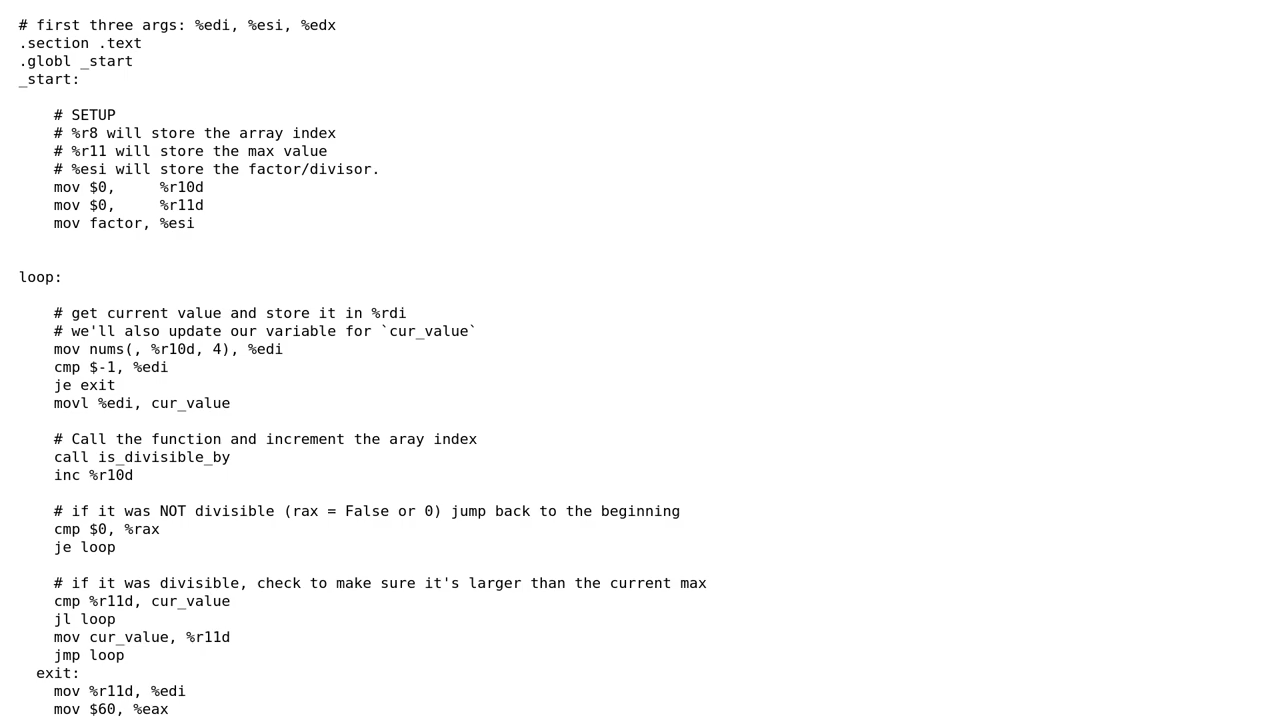 # first three args: %edi, %esi, %edx
.section .text
.globl _start
_start:

    # SETUP
    # %r8 will store the array index
    # %r11 will store the max value
    # %esi will store the factor/divisor.
    mov $0,     %r10d
    mov $0,     %r11d
    mov factor, %esi


loop:

    # get current value and store it in %rdi
    # we'll also update our variable for `cur_value`
    mov nums(, %r10d, 4), %edi
    cmp $-1, %edi
    je exit
    movl %edi, cur_value

    # Call the function and increment the aray index
    call is_divisible_by
    inc %r10d

    # if it was NOT divisible (rax = False or 0) jump back to the beginning
    cmp $0, %rax
    je loop

    # if it was divisible, check to make sure it's larger than the current max
    cmp %r11d, cur_value
    jl loop
    mov cur_value, %r11d
    jmp loop
  exit:
    mov %r11d, %edi
    mov $60, %eax